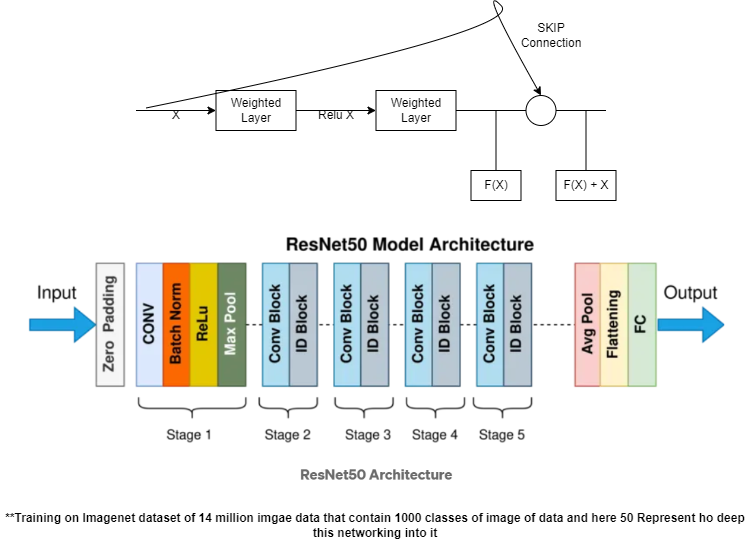 SKIP
Connection
X
Weighted
Layer
Relu X
Weighted
Layer
F(X)
F(X) + X
ResNet50 Model Architecture
Input
Zero Padding
CONV
Batch Norm
ReLu
Max Pool
Conv Block
ID Block
Conv Block
ID Block
Conv Block
ID Block
Conv Block
ID Block
Avg Pool
Flattening
FC
Output
Stage 1
Stage 2
Stage 3
Stage 4
Stage 5
ResNet50 Architecture
**Training on Imagenet dataset of 14 million imgae data that contain 1000 classes of image of data and here 50 Represent ho deep
this networking into it